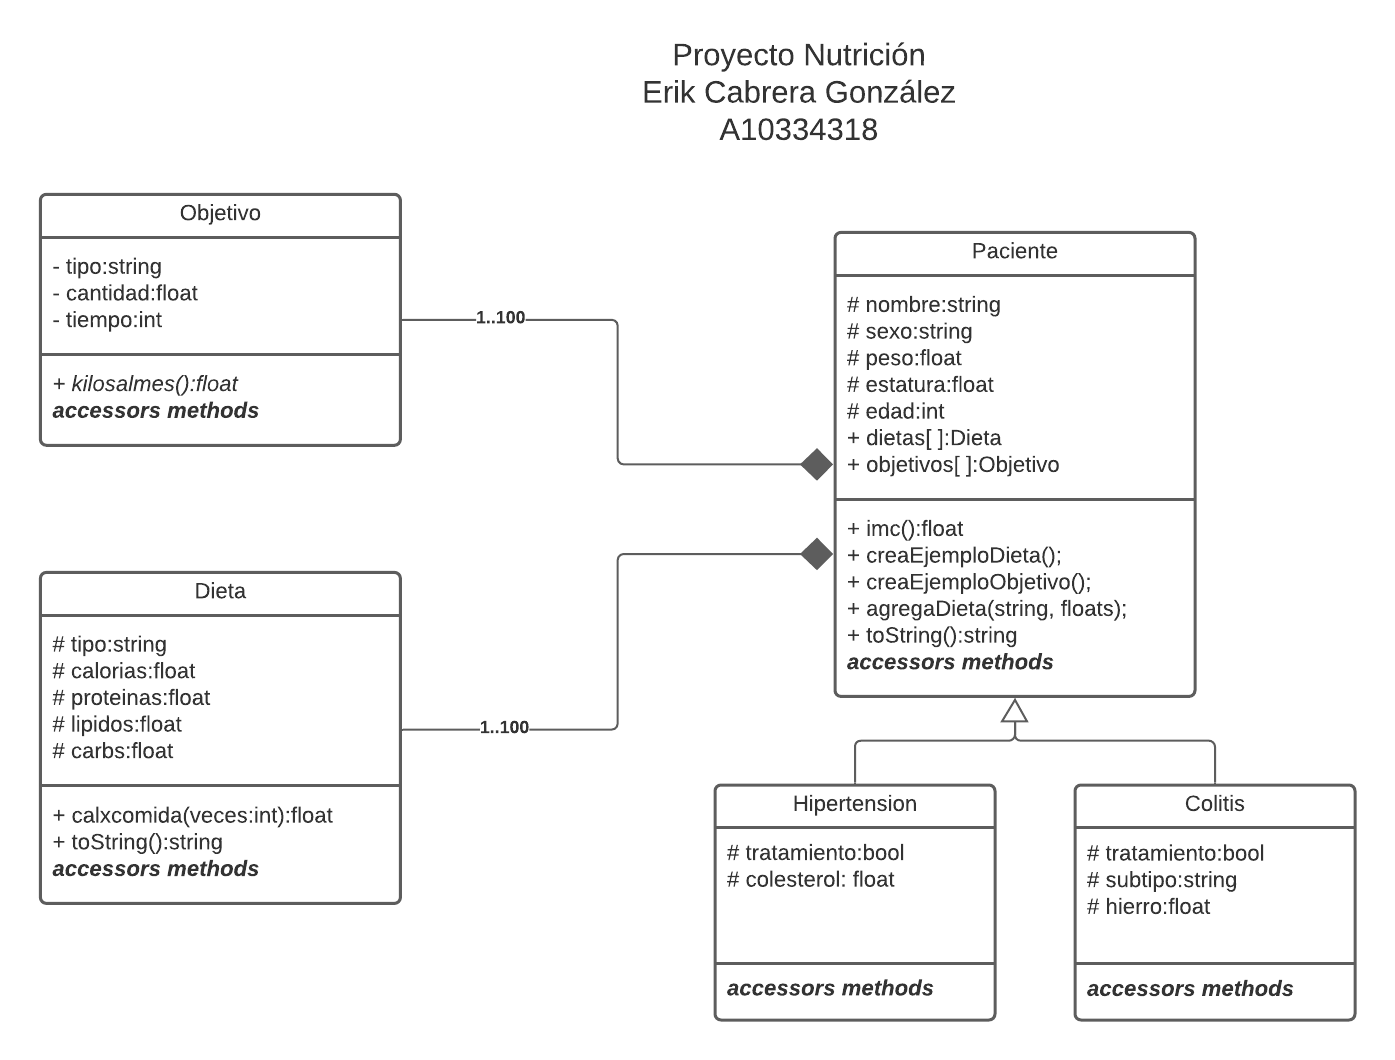 Proyecto Nutrición
Erik Cabrera González
A10334318
Objetivo
- tipo:string
- cantidad:float
- tiempo:int
+ kilosalmes():float
accessors methods
1..100
Paciente
# nombre:string
# sexo:string
# peso:float
# estatura:float
# edad:int
+ dietas[ ]:Dieta
+ objetivos[ ]:Objetivo
+ imc():float
+ creaEjemploDieta();
+ creaEjemploObjetivo();
+ agregaDieta(string, floats);
+ toString():string
accessors methods
Dieta
# tipo:string
# calorias:float
# proteinas:float
# lipidos:float
# carbs:float
+ calxcomida(veces:int):float
+ toString():string
accessors methods
1..100
Hipertension
# tratamiento:bool
# colesterol: float
accessors methods
Colitis
# tratamiento:bool
# subtipo:string
# hierro:float
accessors methods